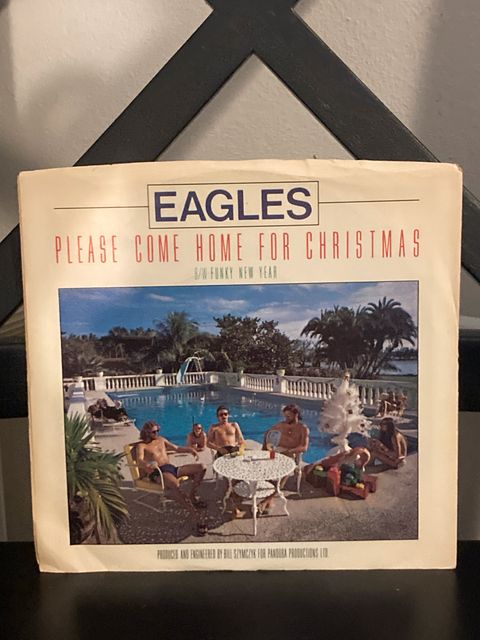 EAGLES
PLEASE COME HOME FOR CHRISTMAS
B/W FUNKY NEW YEAR
PRODUCED AND ENGINEERED BY BILL SZYMCZYK FOR PANDORA PRODUCTIONS LTD.